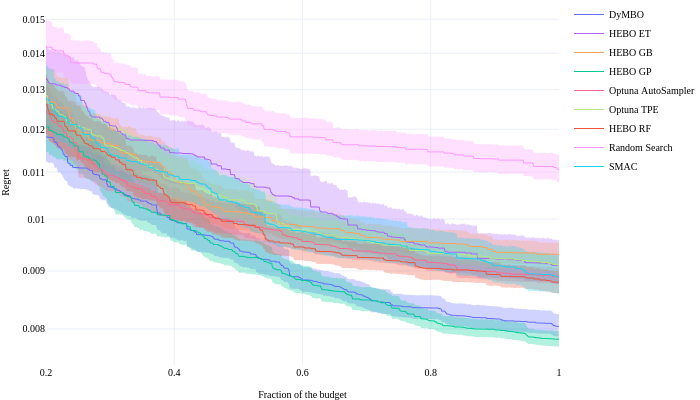 0.015
0.014
0.013
0.012
0.011
0.01
0.009
0.008
Regret
0.2
0.4
0.6
0.8
1
Fraction of the budget
DyMBO
HEBO ET
HEBO GB
HEBO GP
Optuna AutoSampler
Optuna TPE
HEBO RF
Random Search
SMAC